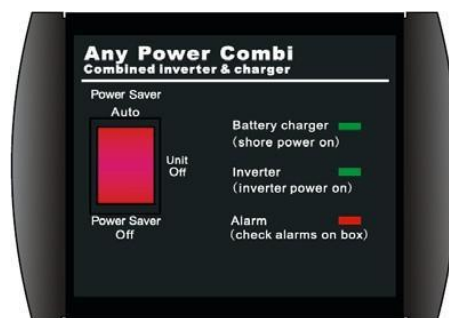 Any Power Combi
Combined inverter & charger
Power Saver
Auto
Unit
Off
Power Saver
Off
Battery charger
(shore power on)
Inverter
(inverter power on)
Alarm
(check alarms on box)